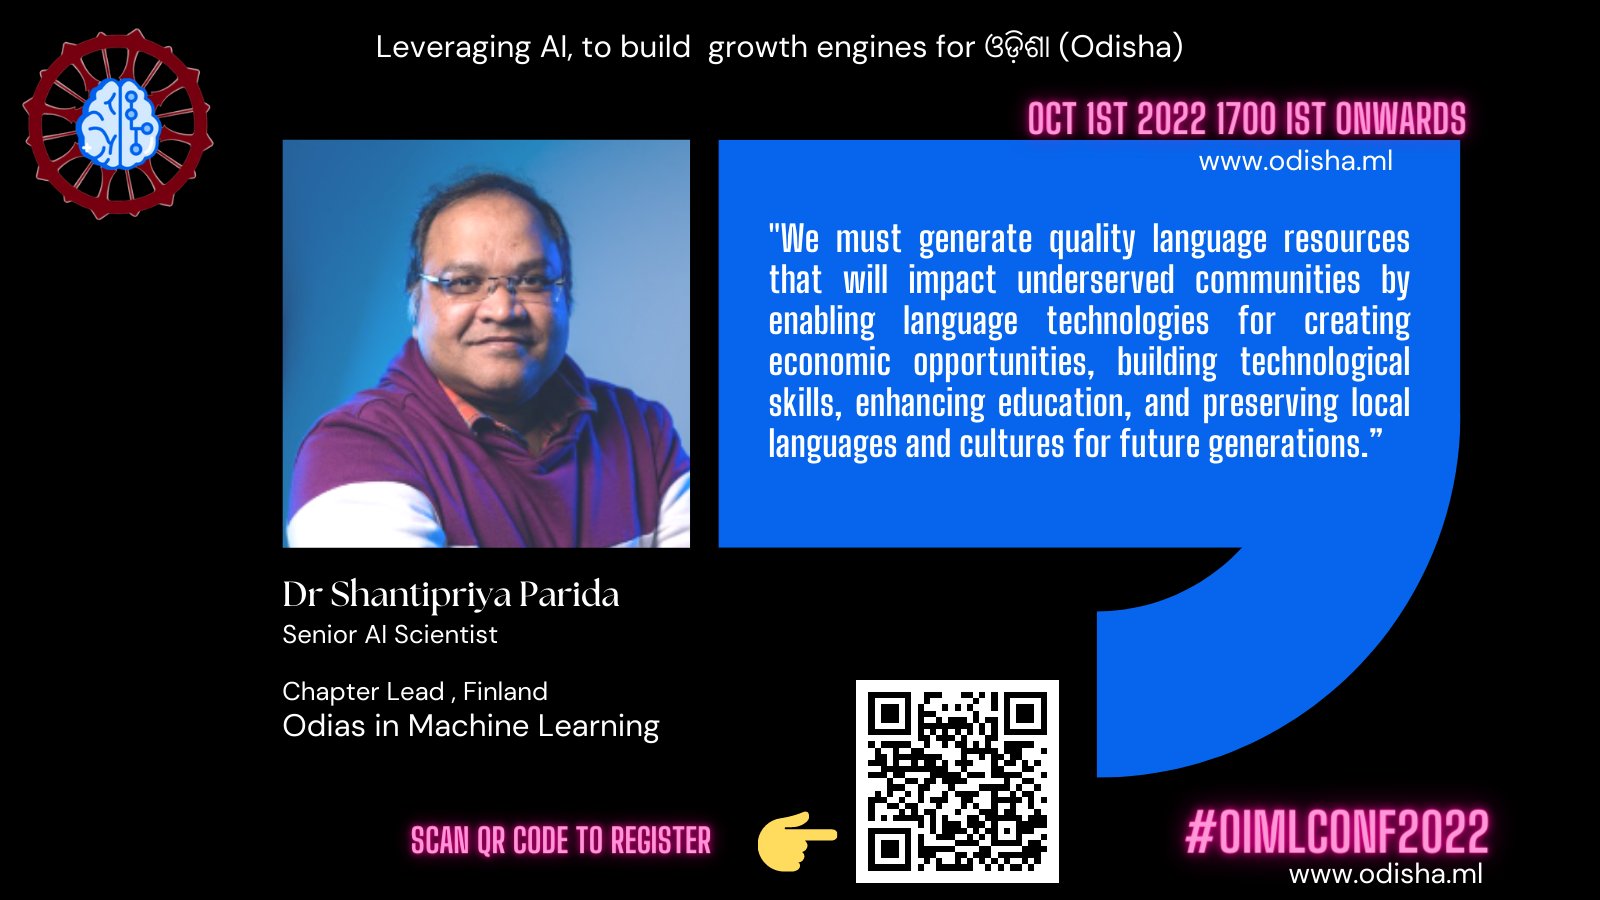 Leveraging AI, to build growth engines for ଓଡ଼ିଶା (Odisha)
OCT 1ST 2022 1700 IST ONWARDS
www.odisha.ml
"We must generate quality language resources
that will impact underserved communities by
enabling language technologies for creating
economic opportunities, building technological
skills, enhancing education, and preserving local
languages and cultures for future generations.”
Dr Shantipriya Parida
Senior AI Scientist
Chapter Lead , Finland
Odias in Machine Learning
SCAN QR CODE TO REGISTER
#OIMLCONF2022
www.odisha.ml